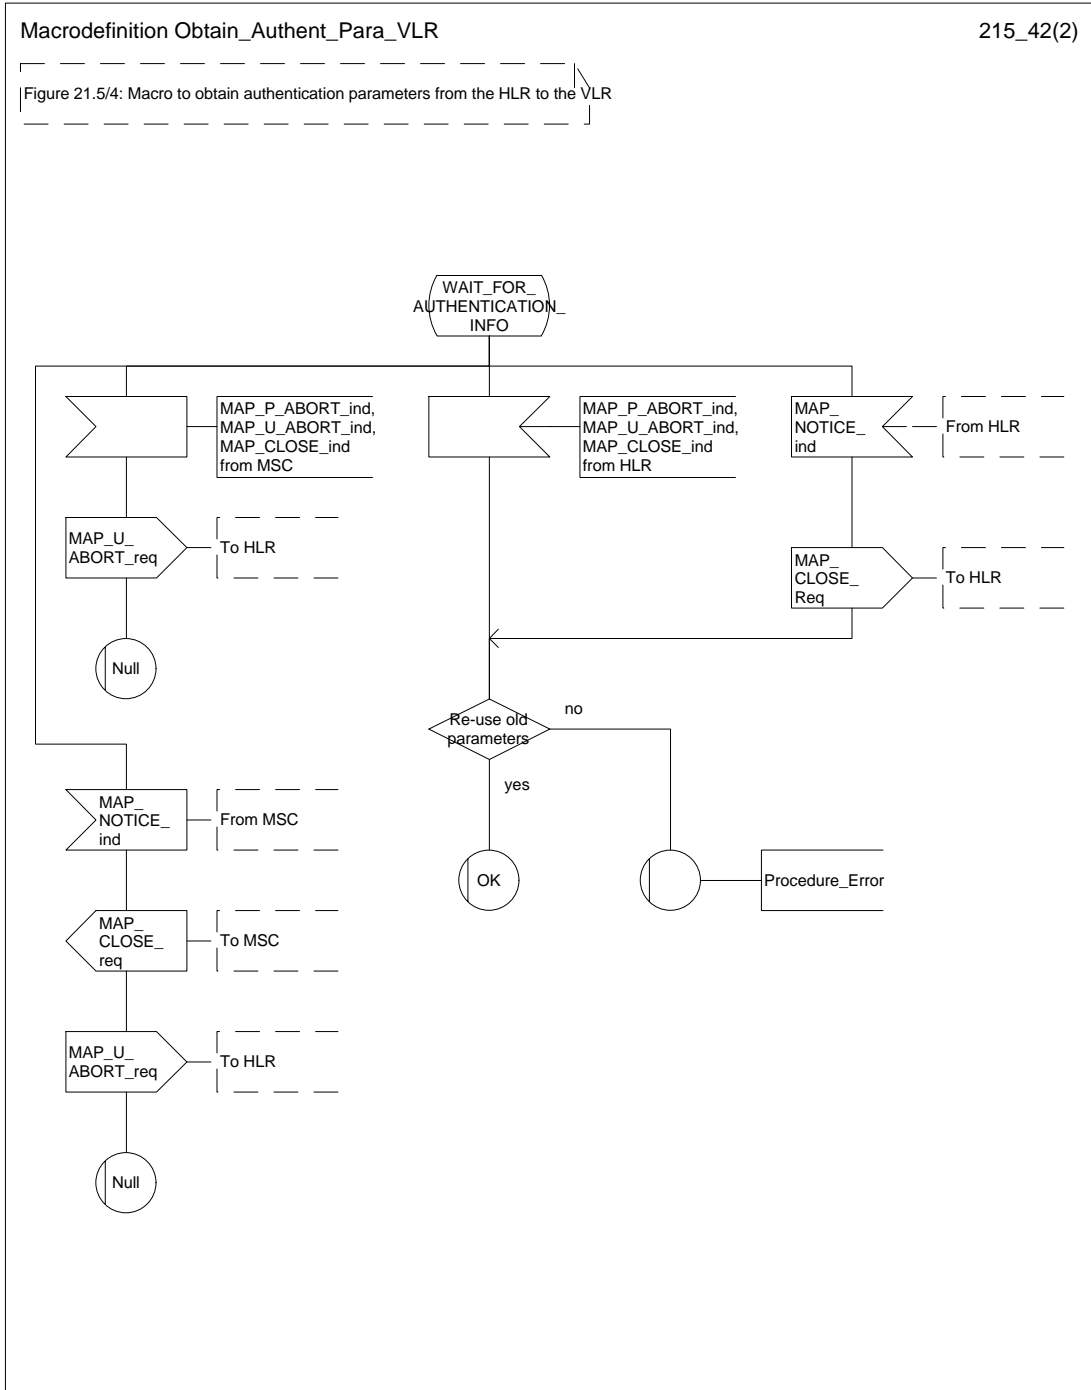 Macrodefinition Obtain_Authent_Para_VLR
215_42(2)
Figure 21.5/4: Macro to obtain authentication parameters from the HLR to the VLR
WAIT_FOR_
AUTHENTICATION_
INFO
MAP_P_ABORT_ind,
MAP_U_ABORT_ind,
MAP_CLOSE_ind
from MSC
MAP_P_ABORT_ind,
MAP_U_ABORT_ind,
MAP_CLOSE_ind
from HLR
MAP_
NOTICE_
ind
From HLR
MAP_U_
ABORT_req
To HLR
MAP_
CLOSE_
Req
To HLR
Null
Re-use old
parameters
no
yes
MAP_
NOTICE_
ind
From MSC
OK
Procedure_Error
MAP_
CLOSE_
req
To MSC
MAP_U_
ABORT_req
To HLR
Null